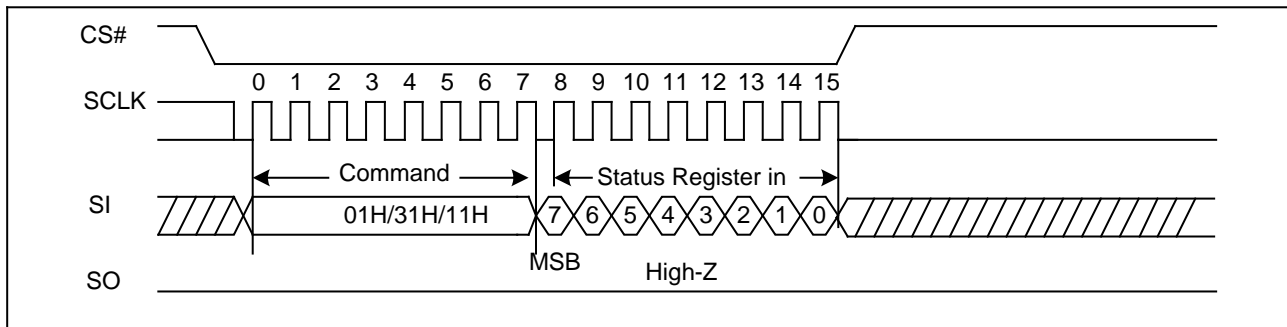 CS#
0 1 2 3 4 5 6 7 8 9 10 11 12 13 14 15
SCLK
Command Status Register in
SI 01H/31H/11H 7 6 5 4 3 2 1 0
MSB High-Z
SO